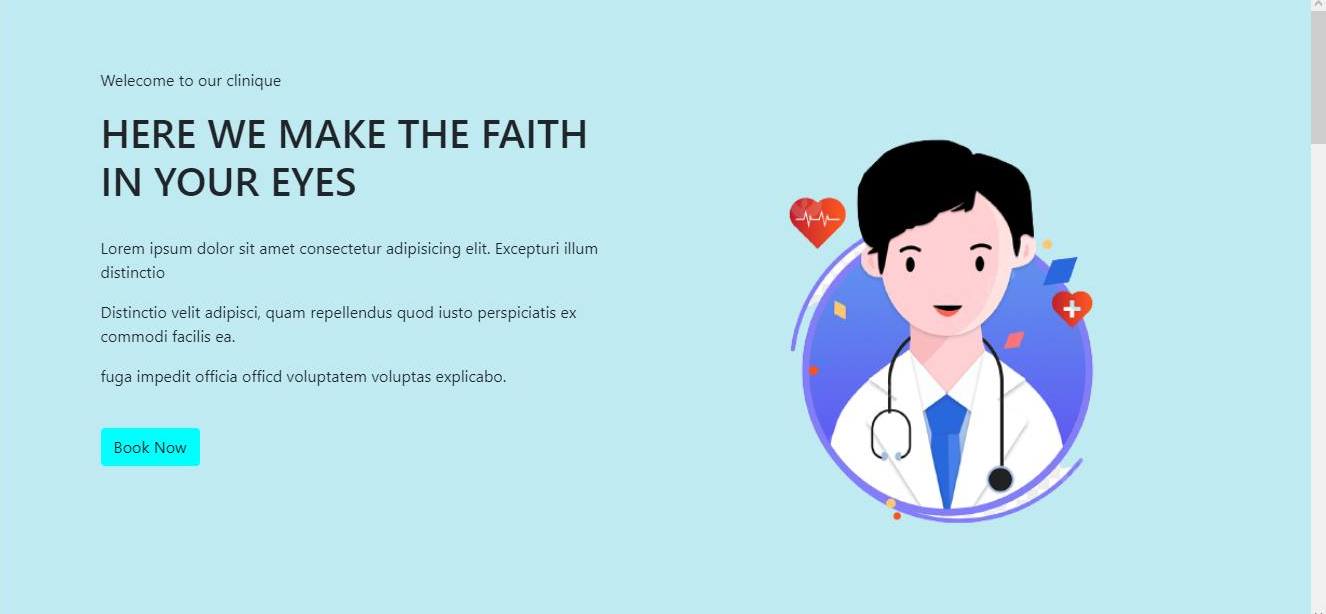 Welecome to our clinique
HERE WE MAKE THE FAITH
IN YOUR EYES
Lorem ipsum dolor sit amet consectetur adipisicing elit. Excepturi illum
distinctio
Distinctio velit adipisci, quam repellendus quod iusto perspiciatis ex
commodi facilis ea.
fuga impedit officia officd voluptatem voluptas explicabo.
Book Now